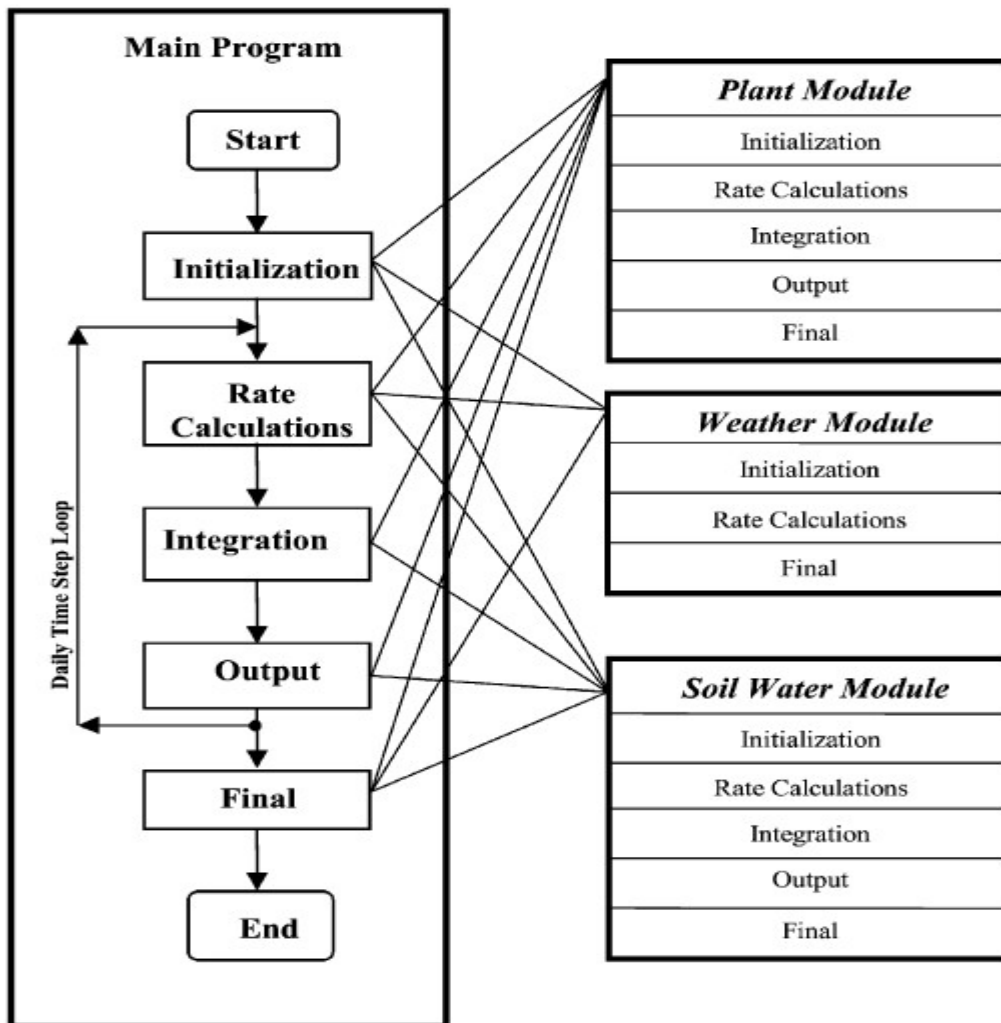 Main Program
Start
Initialization
Rate
Calculations
Integration
Output
Final
End
Daily Time Step Loop
Plant Module
Initialization
Rate Calculations
Integration
Output
Final
Weather Module
Initialization
Rate Calculations
Final
Soil Water Module
Initialization
Rate Calculations
Integration
Output
Final